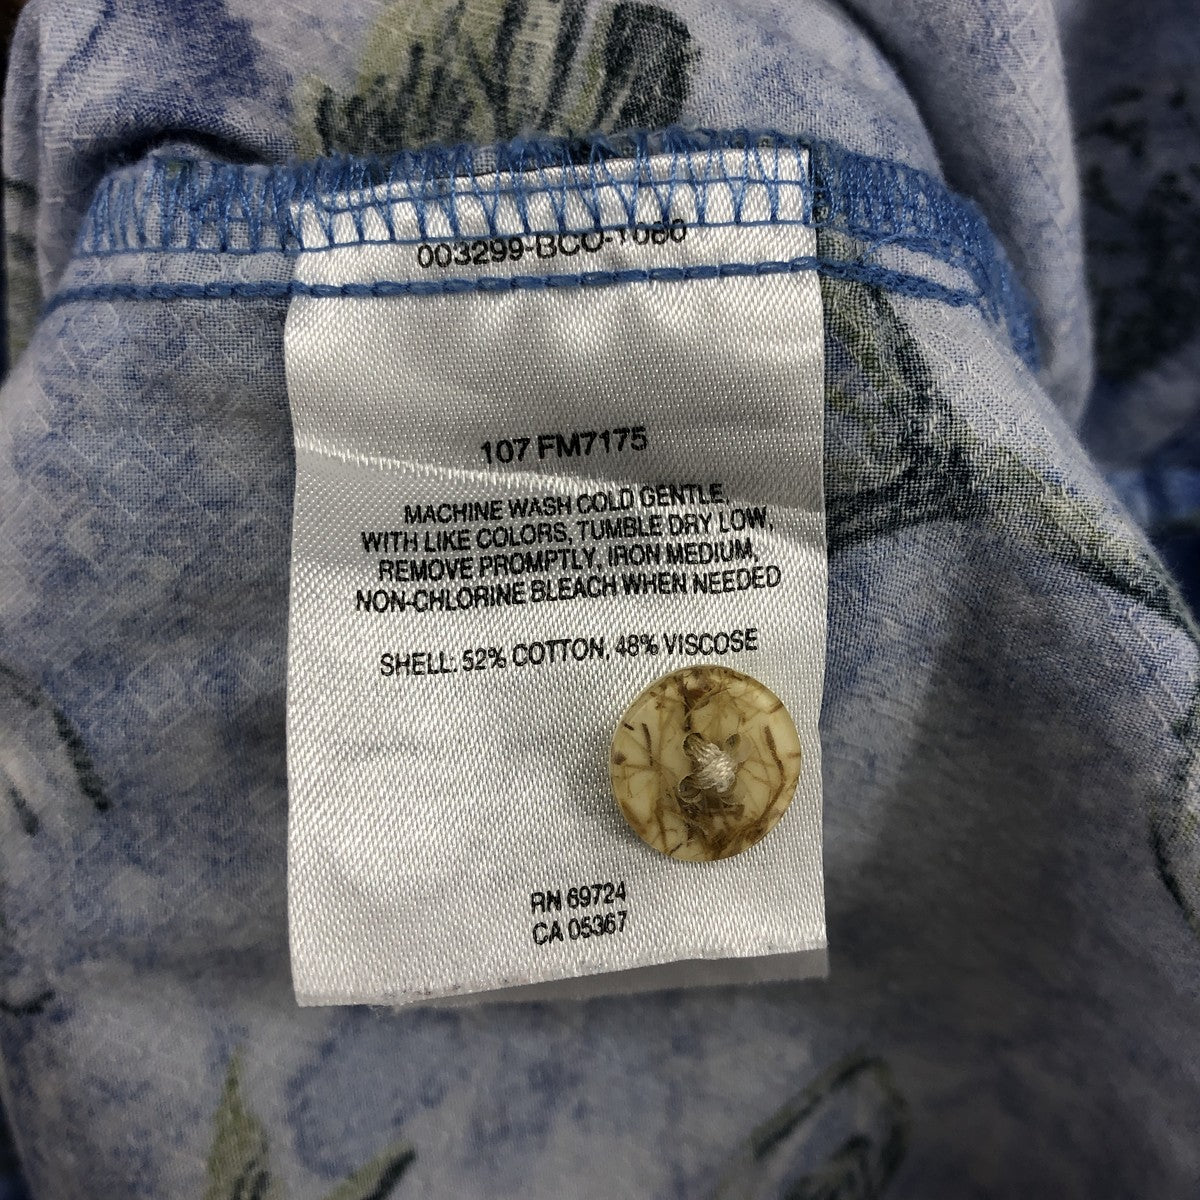 003299-BCO-1080
107 FM7175
MACHINE WASH COLD GENTLE,
WITH LIKE COLORS, TUMBLE DRY LOW,
REMOVE PROMPTLY, IRON MEDIUM,
NON-CHLORINE BLEACH WHEN NEEDED
SHELL: 52% COTTON, 48% VISCOSE
RN 69724
CA 05367